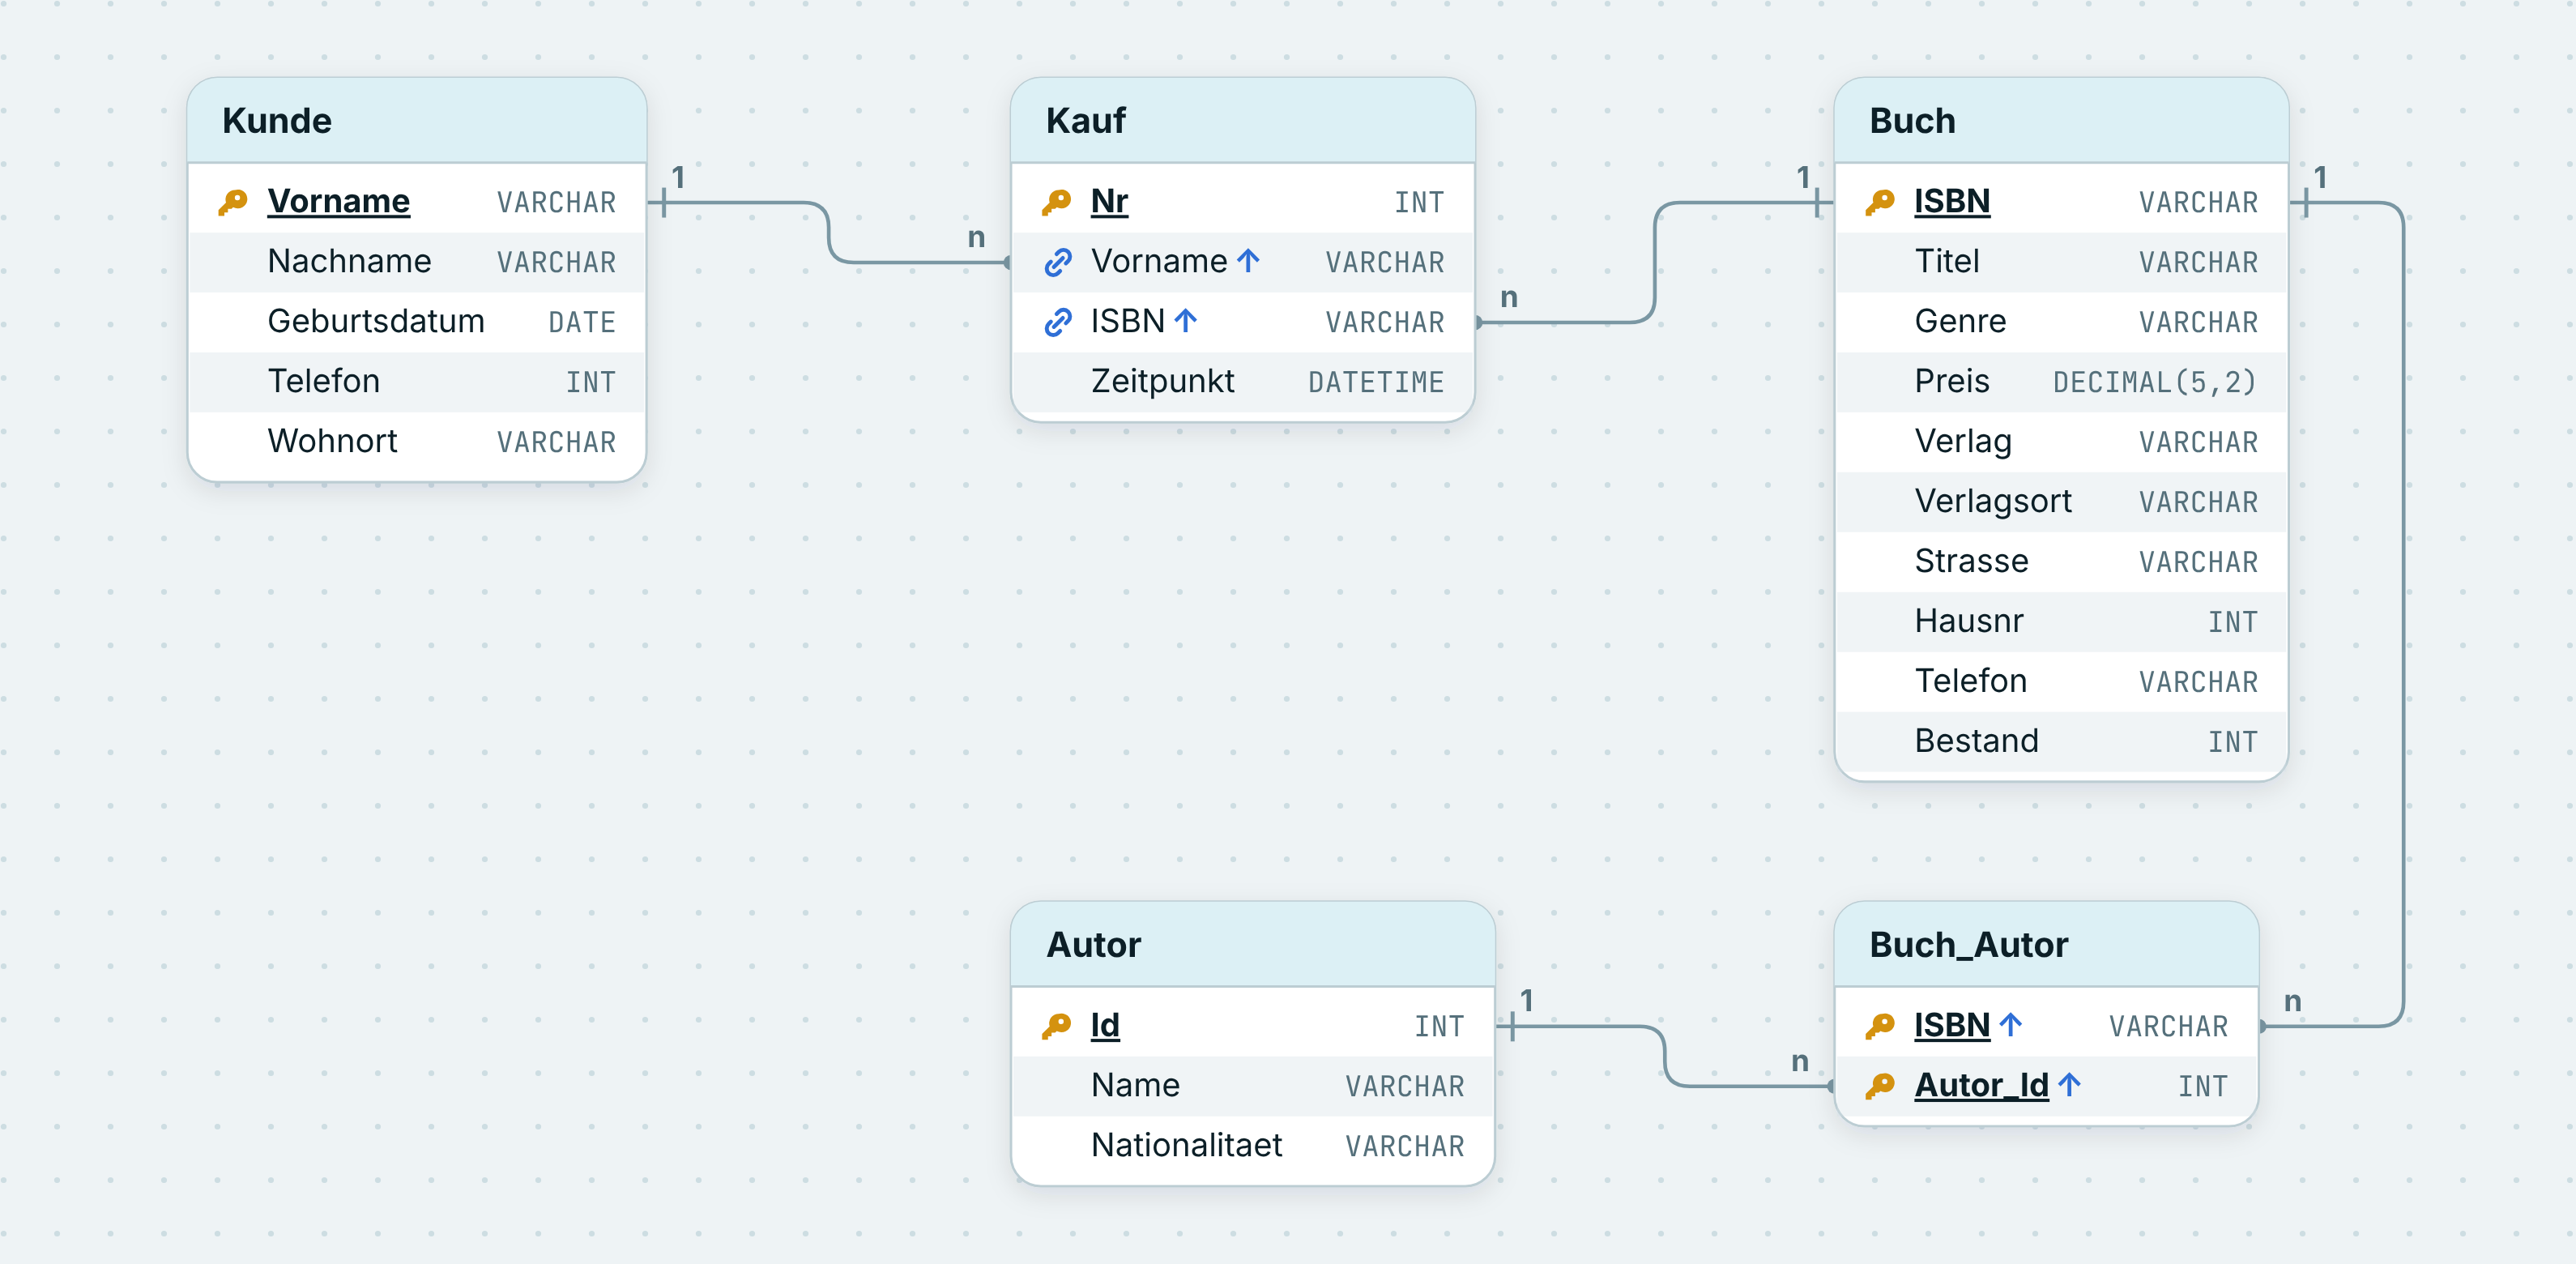 Kunde
Vorname VARCHAR
Nachname VARCHAR
Geburtsdatum DATE
Telefon INT
Wohnort VARCHAR
1
n
Kauf
Nr INT
Vorname ↑ VARCHAR
ISBN ↑ VARCHAR
Zeitpunkt DATETIME
n
1
Buch
ISBN VARCHAR
Titel VARCHAR
Genre VARCHAR
Preis DECIMAL(5,2)
Verlag VARCHAR
Verlagsort VARCHAR
Strasse VARCHAR
Hausnr INT
Telefon VARCHAR
Bestand INT
1
Autor
Id INT
Name VARCHAR
Nationalitaet VARCHAR
1
n
Buch_Autor
ISBN ↑ VARCHAR
Autor_Id ↑ INT
n